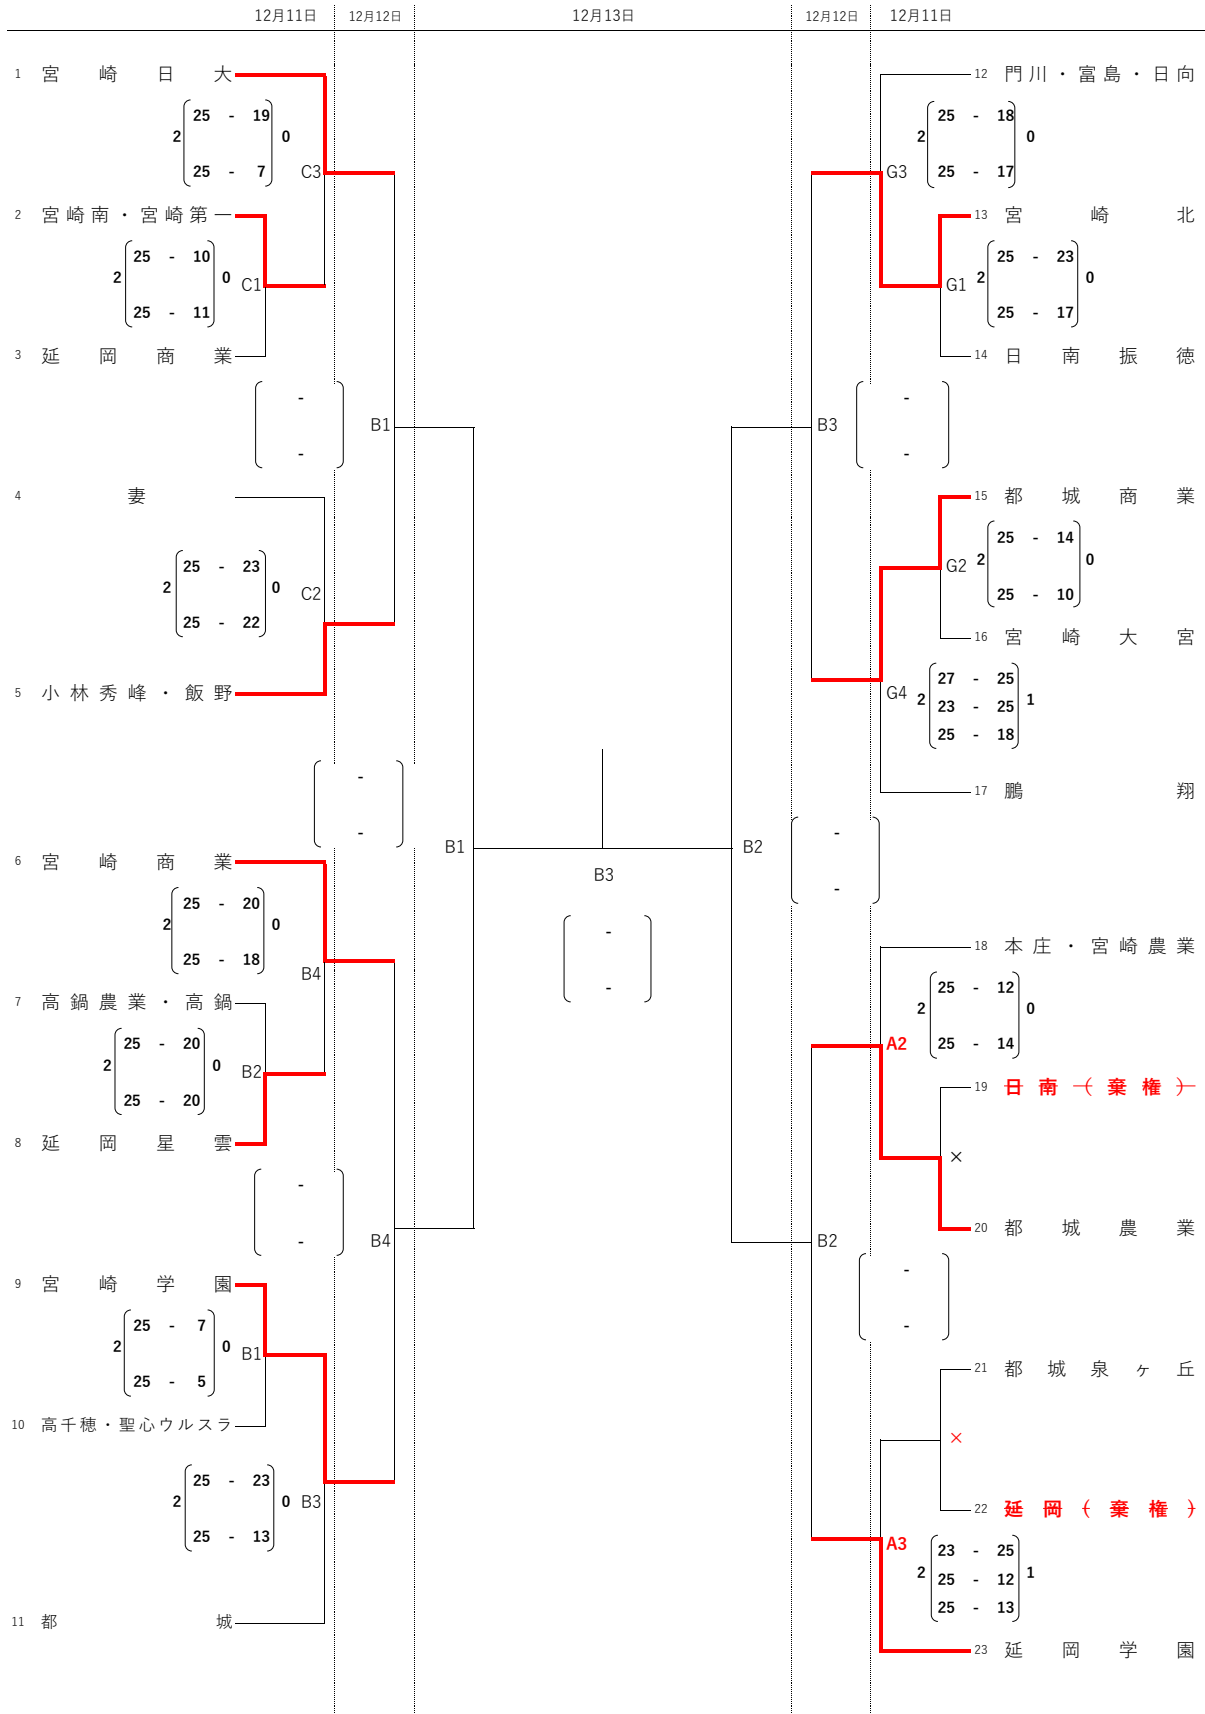 12月11日 12月12日 12月13日 12月12日 12月11日
1 宮崎日大
2 25 - 19 0
25 - 7
C3
2 宮崎南・宮崎第一
2 25 - 10 0
25 - 11
C1
3 延岡商業
-
-
B1
4 妻
2 25 - 23 0
25 - 22
C2
5 小林秀峰・飯野
-
-
B1
6 宮崎商業
2 25 - 20 0
25 - 18
B4
7 高鍋農業・高鍋
2 25 - 20 0
25 - 20
B2
8 延岡星雲
-
-
B4
9 宮崎学園
2 25 - 7 0
25 - 5
B1
10 高千穂・聖心ウルスラ
2 25 - 23 0
25 - 13
B3
11 都城
B3
-
-
12 門川・富島・日向
2 25 - 18 0
25 - 17
G3
13 宮崎北
2 25 - 23 0
25 - 17
G1
14 日南振徳
-
-
B3
15 都城商業
2 25 - 14 0
25 - 10
G2
16 宮崎大宮
2 27 - 25 1
23 - 25
25 - 18
G4
17 鵬翔
-
-
B2
18 本庄・宮崎農業
2 25 - 12 0
25 - 14
A2
19 日南(棄権)
×
20 都城農業
B2
-
-
21 都城泉ヶ丘
×
22 延岡(棄権)
2 23 - 25 1
25 - 12
25 - 13
A3
23 延岡学園